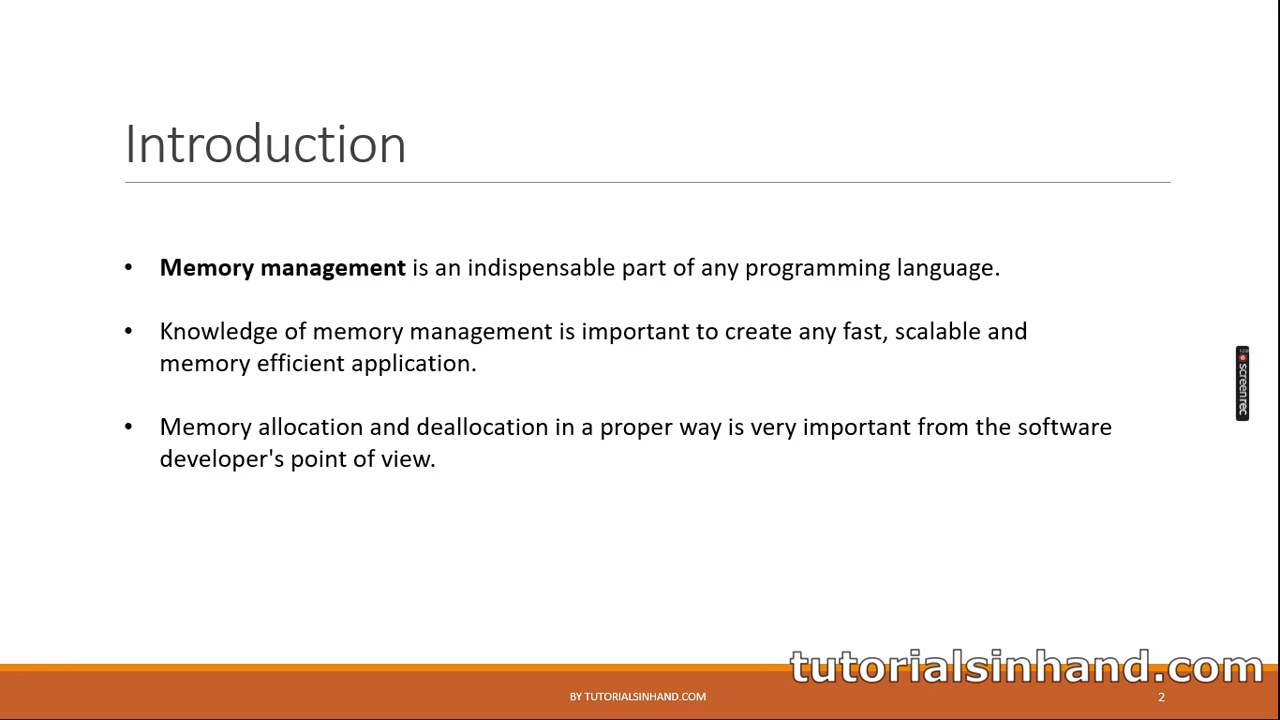 Introduction
• Memory management is an indispensable part of any programming language.
• Knowledge of memory management is important to create any fast, scalable and
memory efficient application.
• Memory allocation and deallocation in a proper way is very important from the software
developer's point of view.
screenrec
tutorialsinhand.com
BY TUTORIALSINHAND.COM
2